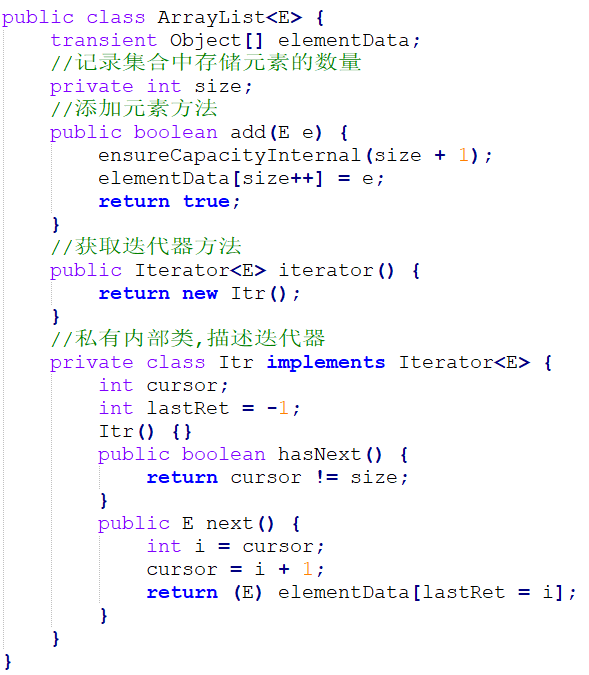 public class ArrayList<E> {
    transient Object[] elementData;
    //记录集合中存储元素的数量
    private int size;
    //添加元素方法
    public boolean add(E e) {
        ensureCapacityInternal(size + 1);
        elementData[size++] = e;
        return true;
    }
    //获取迭代器方法
    public Iterator<E> iterator() {
        return new Itr();
    }
    //私有内部类,描述迭代器
    private class Itr implements Iterator<E> {
        int cursor;
        int lastRet = -1;
        Itr() {}
        public boolean hasNext() {
            return cursor != size;
        }
        public E next() {
            int i = cursor;
            cursor = i + 1;
            return (E) elementData[lastRet = i];
        }
    }
}